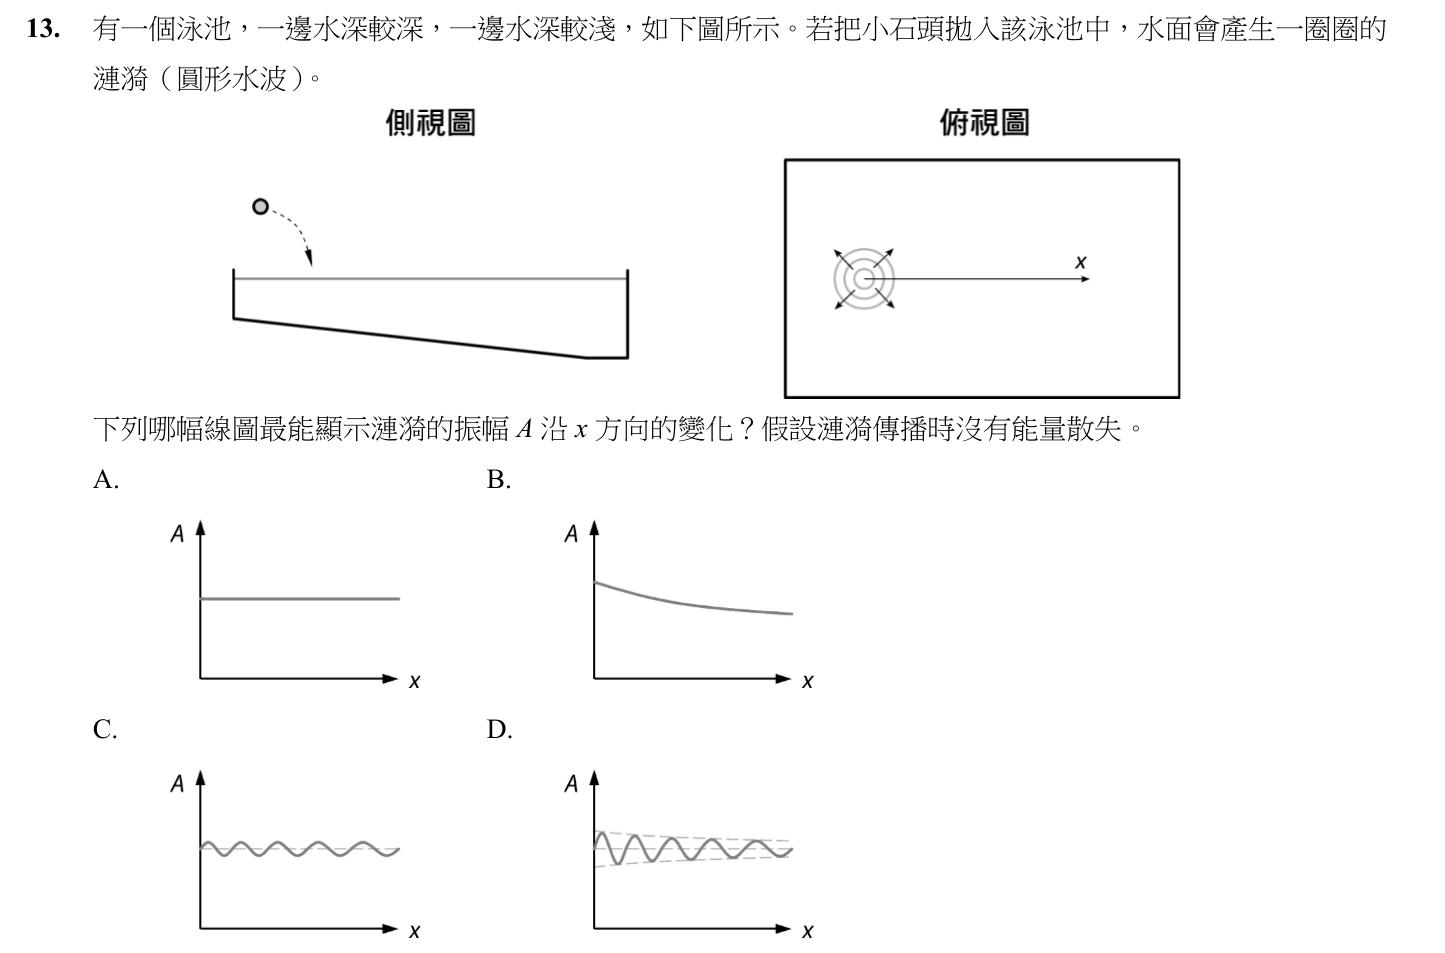 13. 有一個泳池，一邊水深較深，一邊水深較淺，如下圖所示。若把小石頭拋入該泳池中，水面會產生一圈圈的
漣漪（圓形水波）。
側視圖 俯視圖
x
下列哪幅線圖最能顯示漣漪的振幅 A 沿 x 方向的變化？假設漣漪傳播時沒有能量散失。
A. B.
A A
x x
C. D.
A A
x x